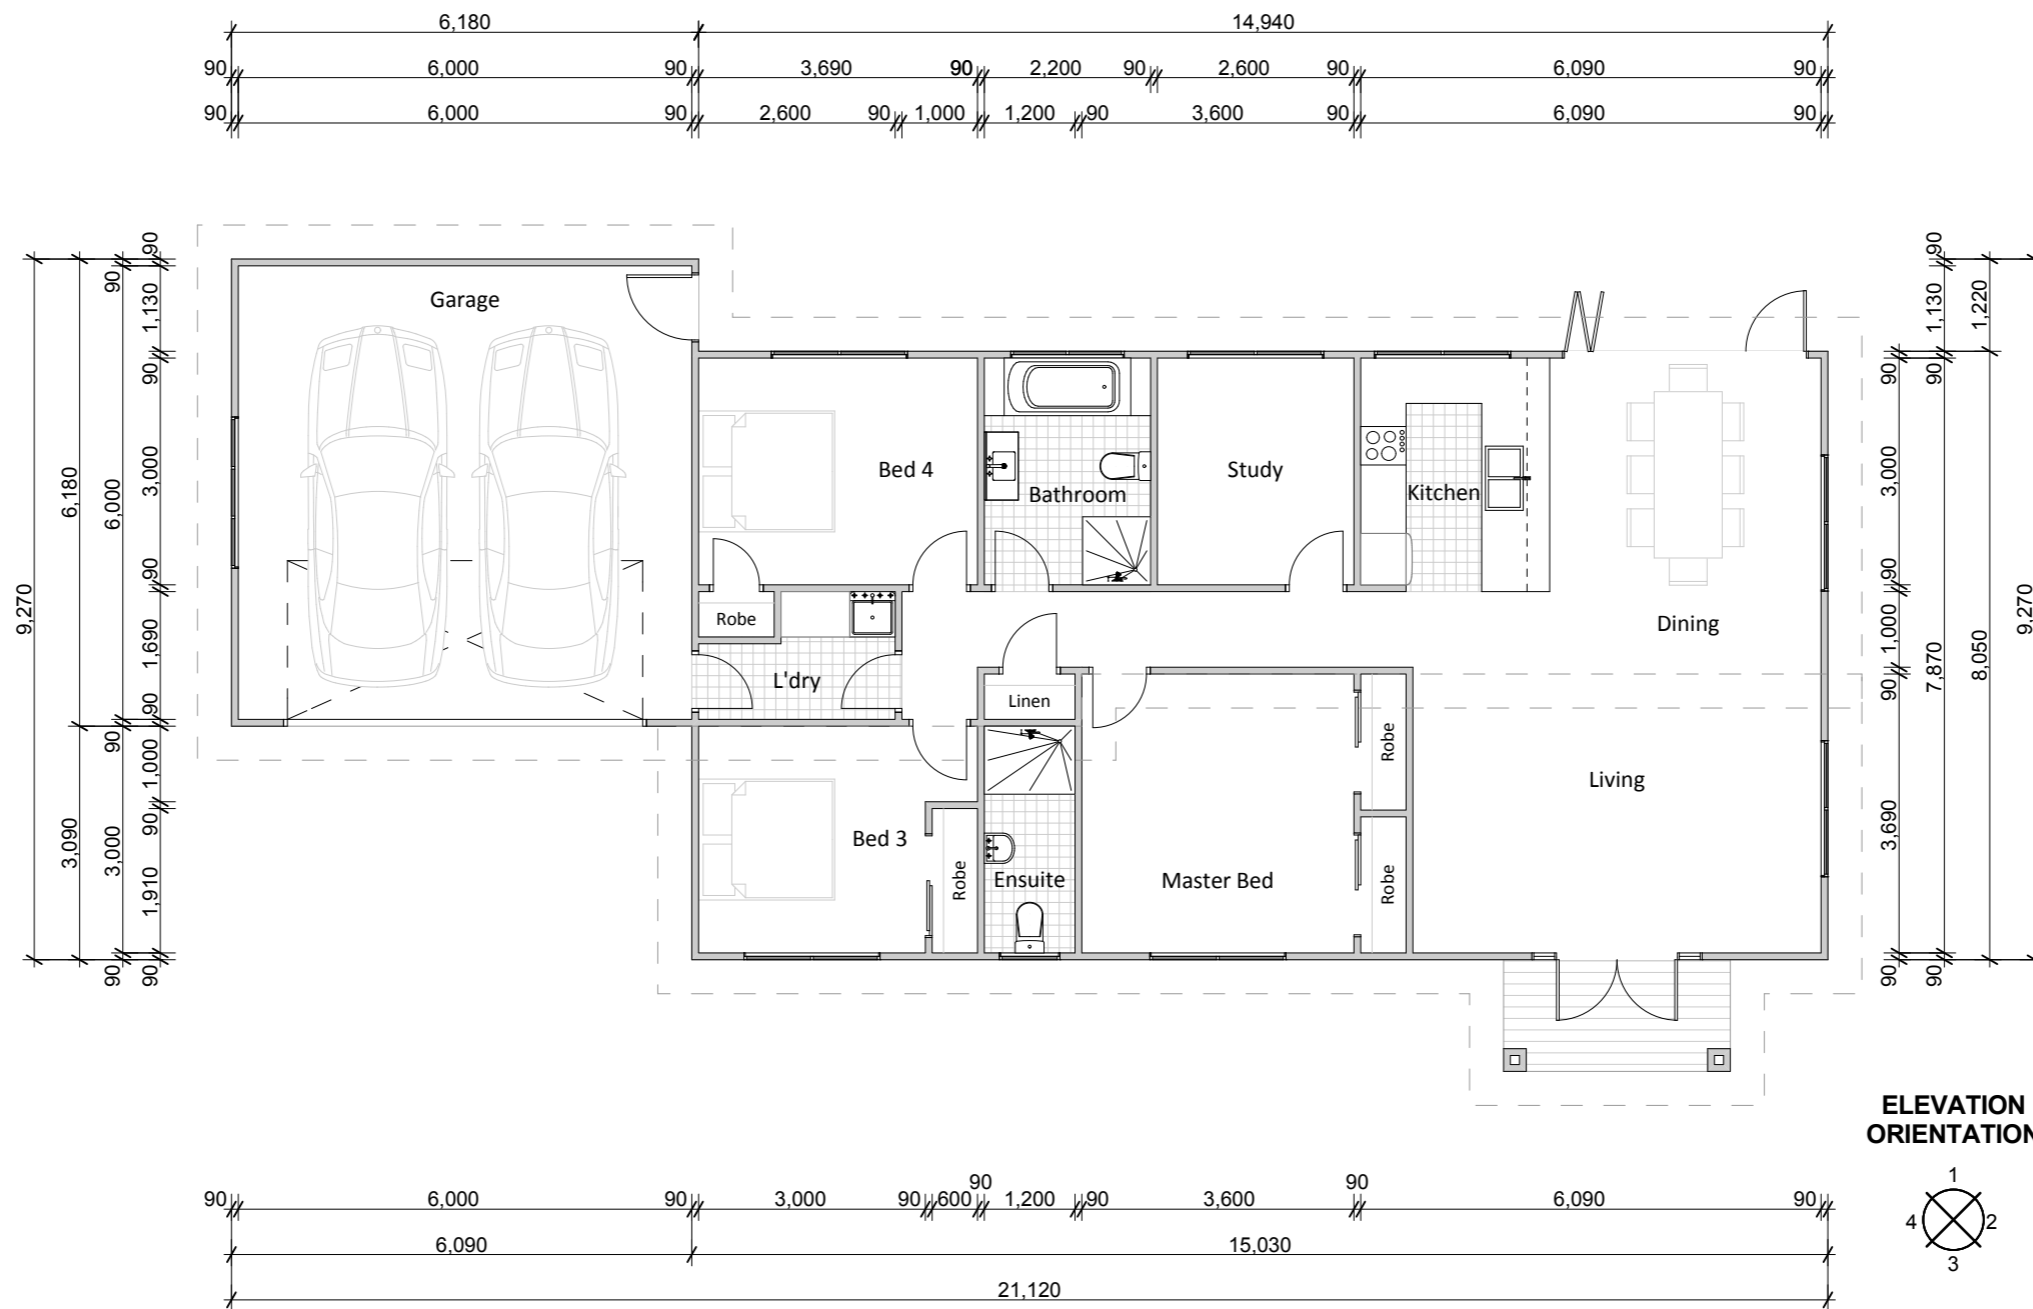 6,180 14,940
90 6,000 90 3,690 90 2,200 90 2,600 90 6,090 90
90 6,000 90 2,600 90 1,000 1,200 90 3,600 90 6,090 90
9,270
6,180 3,090
90 6,000 90 3,000 90
90 1,130 90 3,000 90 1,690 90 1,000 90 1,910 90
Garage
Bed 4
Bathroom
Study
Kitchen
Dining
Robe
L'dry
Linen
Robe
Living
Bed 3
Robe
Ensuite
Master Bed
Robe
90 3,000 90 1,000 90 3,690 90
90 1,130 90 7,870 90
1,220 8,050
9,270
ELEVATION
ORIENTATION
1
4 2
3
90 6,000 90 3,000 90 600 90 1,200 90 3,600 90 6,090 90
6,090 15,030
21,120